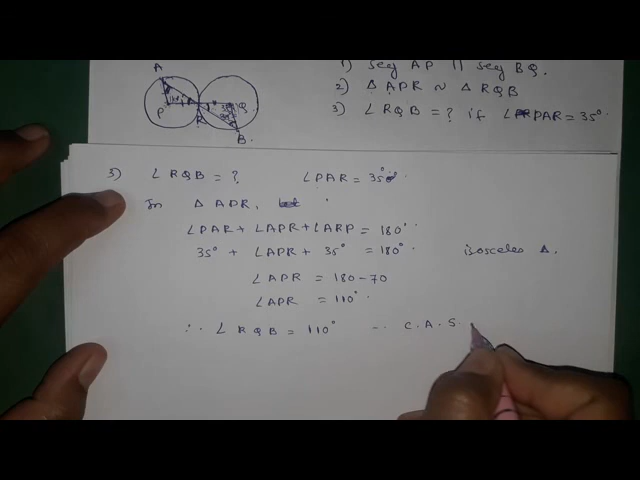 1) seg AP || seg BQ.
2) Δ APR ~ Δ RQB
3) ∠RQB = ? if ∠PAR = 35°.
A
P
R
Q
B
3) ∠RQB = ? ∠PAR = 35°.
In Δ APR,
∠PAR + ∠APR + ∠ARP = 180°
35° + ∠APR + 35° = 180° isosceles Δ.
∠APR = 180 - 70
∠APR = 110°.
∴ ∠RQB = 110° -- C.A.S